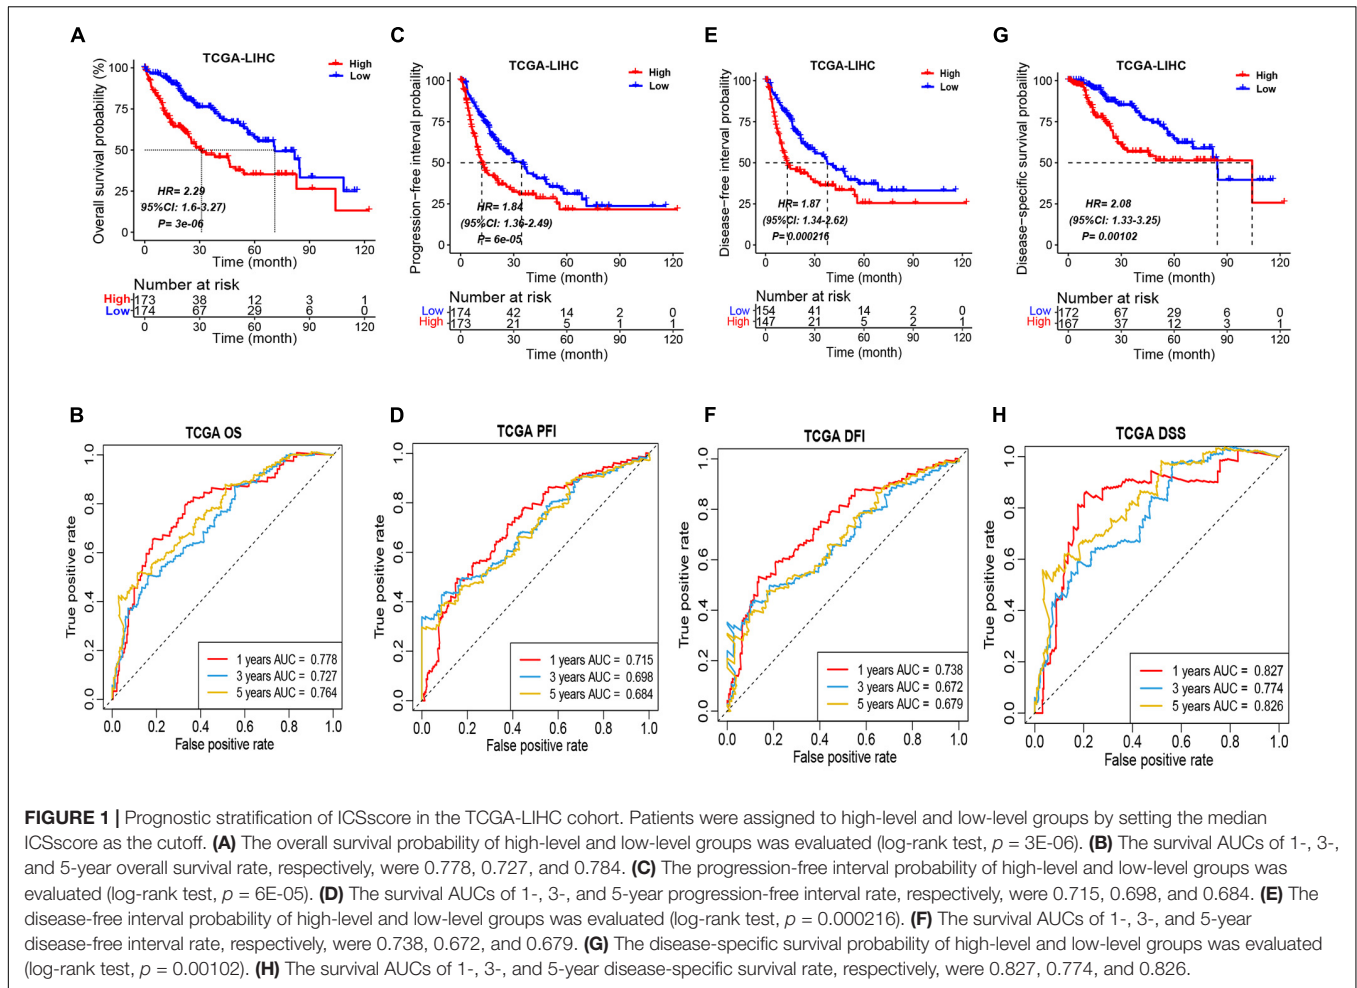 A
TCGA-LIHC
High
Low
Overall survival probability (%)
100
75
50
25
0
HR= 2.29
95%CI: 1.6-3.27)
P= 3e-06
0 30 60 90 120
Time (month)
Number at risk
High 173 38 12 3 1
Low 174 67 29 6 0
0 30 60 90 120
Time (month)
C
TCGA-LIHC
High
Low
Progression-free interval probability
100
75
50
25
0
HR= 1.84
(95%CI: 1.36-2.49)
P= 6e-05
0 30 60 90 120
Time (month)
Number at risk
Low 174 42 14 2 0
High 173 21 5 1 1
0 30 60 90 120
Time (month)
E
TCGA-LIHC
High
Low
Disease-free interval probaility
100
75
50
25
0
HR= 1.87
(95%CI: 1.34-2.62)
P= 0.000216
0 30 60 90 120
Time (month)
Number at risk
Low 154 41 14 2 0
High 147 21 5 2 1
0 30 60 90 120
Time (month)
G
TCGA-LIHC
High
Low
Disease-specific survival probability
100
75
50
25
0
HR= 2.08
(95%CI: 1.33-3.25)
P= 0.00102
0 30 60 90 120
Time (month)
Number at risk
Low 172 67 29 6 0
High 167 37 12 3 1
0 30 60 90 120
Time (month)
B
TCGA OS
True positive rate
0.0 0.2 0.4 0.6 0.8 1.0
1 years AUC = 0.778
3 years AUC = 0.727
5 years AUC = 0.764
0.0 0.2 0.4 0.6 0.8 1.0
False positive rate
D
TCGA PFI
True positive rate
0.0 0.2 0.4 0.6 0.8 1.0
1 years AUC = 0.715
3 years AUC = 0.698
5 years AUC = 0.684
0.0 0.2 0.4 0.6 0.8 1.0
False positive rate
F
TCGA DFI
True positive rate
0.0 0.2 0.4 0.6 0.8 1.0
1 years AUC = 0.738
3 years AUC = 0.672
5 years AUC = 0.679
0.0 0.2 0.4 0.6 0.8 1.0
False positive rate
H
TCGA DSS
True positive rate
0.0 0.2 0.4 0.6 0.8 1.0
1 years AUC = 0.827
3 years AUC = 0.774
5 years AUC = 0.826
0.0 0.2 0.4 0.6 0.8 1.0
False positive rate
FIGURE 1 | Prognostic stratification of ICSscore in the TCGA-LIHC cohort. Patients were assigned to high-level and low-level groups by setting the median
ICSscore as the cutoff. (A) The overall survival probability of high-level and low-level groups was evaluated (log-rank test, p = 3E-06). (B) The survival AUCs of 1-, 3-,
and 5-year overall survival rate, respectively, were 0.778, 0.727, and 0.784. (C) The progression-free interval probability of high-level and low-level groups was
evaluated (log-rank test, p = 6E-05). (D) The survival AUCs of 1-, 3-, and 5-year progression-free interval rate, respectively, were 0.715, 0.698, and 0.684. (E) The
disease-free interval probability of high-level and low-level groups was evaluated (log-rank test, p = 0.000216). (F) The survival AUCs of 1-, 3-, and 5-year
disease-free interval rate, respectively, were 0.738, 0.672, and 0.679. (G) The disease-specific survival probability of high-level and low-level groups was evaluated
(log-rank test, p = 0.00102). (H) The survival AUCs of 1-, 3-, and 5-year disease-specific survival rate, respectively, were 0.827, 0.774, and 0.826.